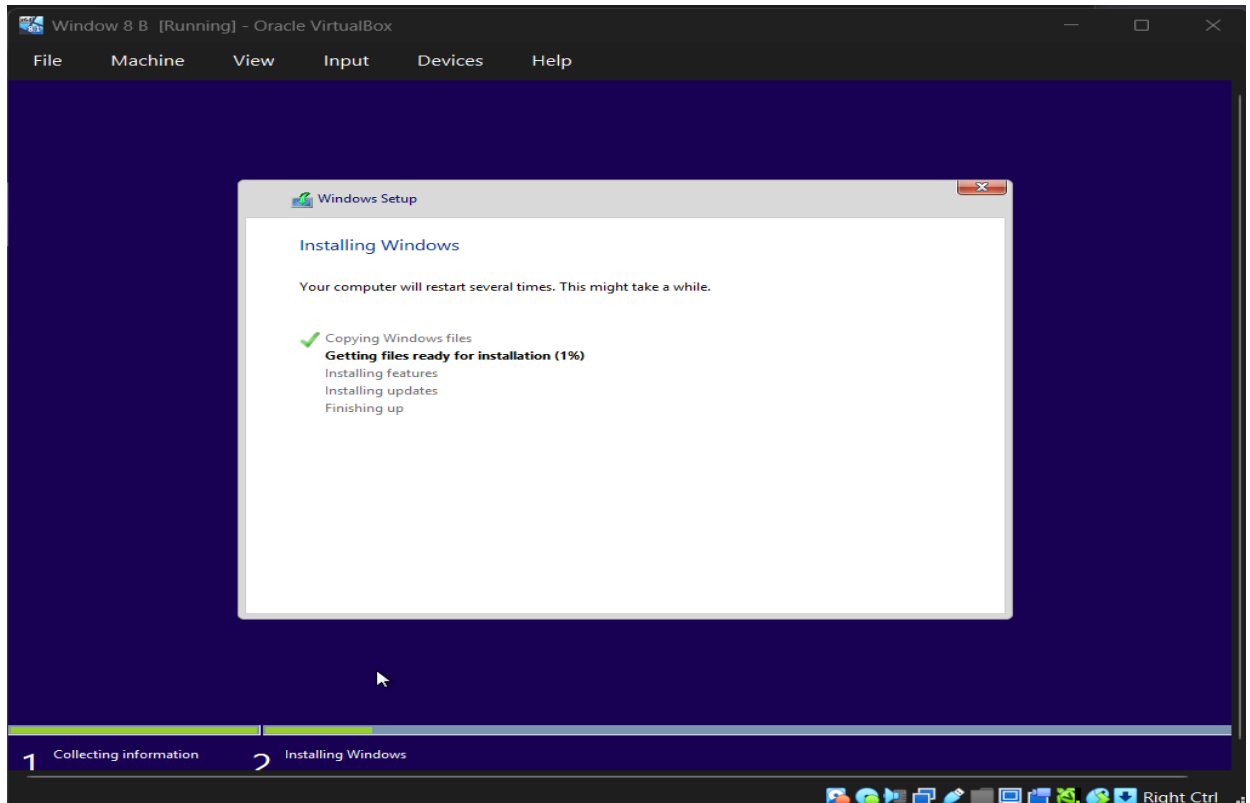 Window 8 B [Running] - Oracle VirtualBox
File Machine View Input Devices Help
Windows Setup
Installing Windows
Your computer will restart several times. This might take a while.
Copying Windows files
Getting files ready for installation (1%)
Installing features
Installing updates
Finishing up
1 Collecting information 2 Installing Windows
Right Ctrl